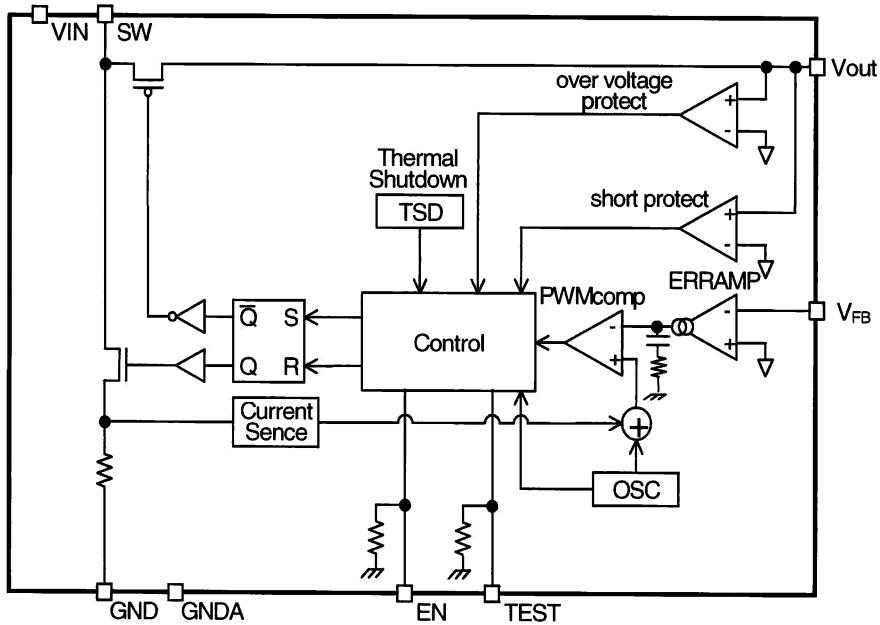 VIN
SW
Vout
over voltage
protect
+
-
Thermal
Shutdown
TSD
short protect
+
-
ERRAMP
PWMcomp
VFB
Q̅ S
Q R
Control
-
+
-
+
Current
Sence
+
OSC
GND
GNDA
EN
TEST